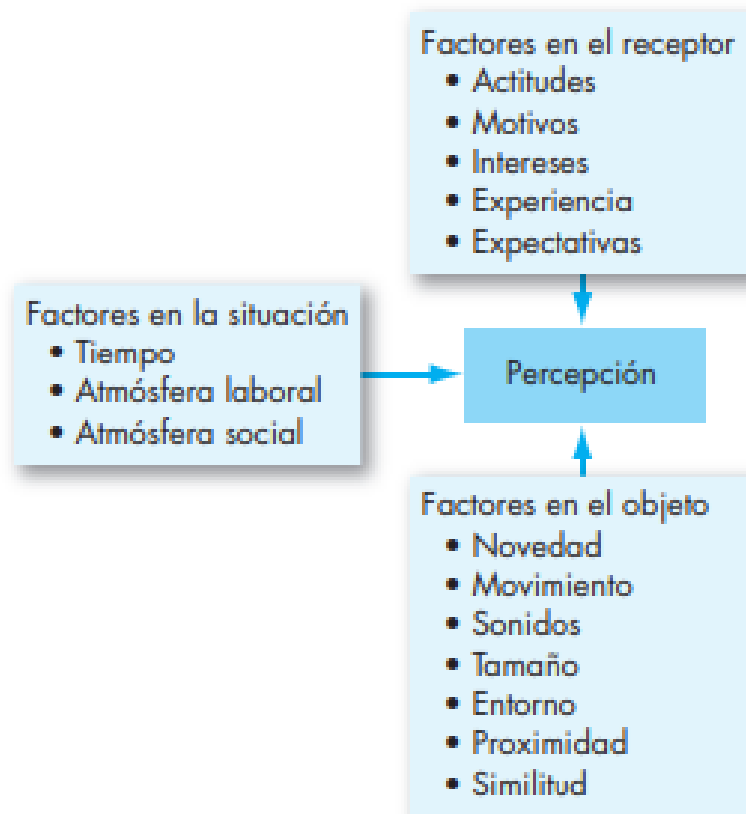 Factores en el receptor
• Actitudes
• Motivos
• Intereses
• Experiencia
• Expectativas
Factores en la situación
• Tiempo
• Atmósfera laboral
• Atmósfera social
Percepción
Factores en el objeto
• Novedad
• Movimiento
• Sonidos
• Tamaño
• Entorno
• Proximidad
• Similitud